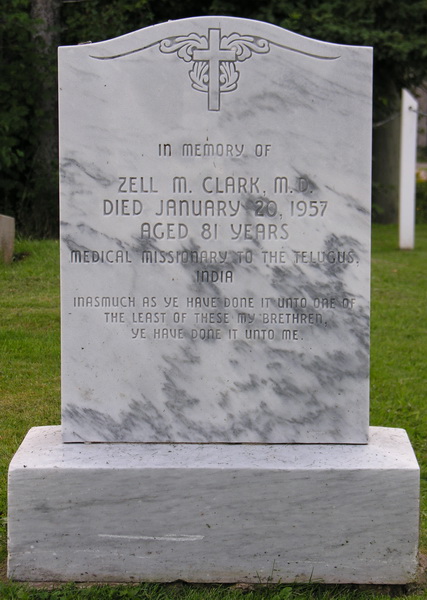 IN MEMORY OF
ZELL M. CLARK, M.D.
DIED JANUARY 20, 1957
AGED 81 YEARS
MEDICAL MISSIONARY TO THE TELUGUS,
INDIA
INASMUCH AS YE HAVE DONE IT UNTO ONE OF
THE LEAST OF THESE MY BRETHREN,
YE HAVE DONE IT UNTO ME.